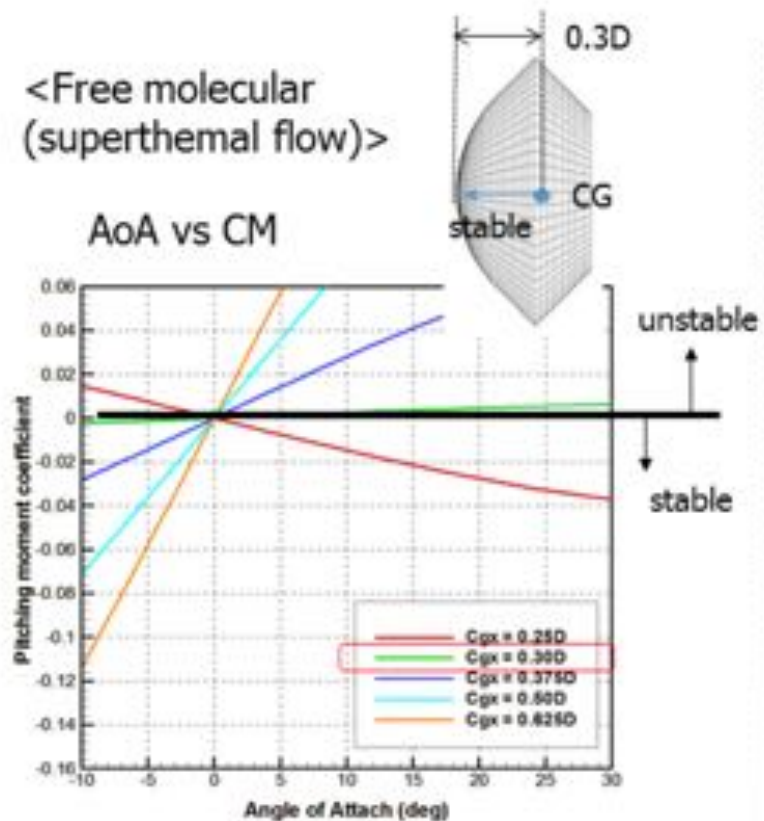 0.3D
<Free molecular
(superthemal flow)>
CG
stable
AoA vs CM
unstable
stable
0.06
0.04
0.02
0
-0.02
-0.04
-0.06
-0.08
-0.1
-0.12
-0.14
-0.16
Pitching moment coefficient
Cgx = 0.25D
Cgx = 0.30D
Cgx = 0.375D
Cgx = 0.50D
Cgx = 0.625D
-10 -5 0 5 10 15 20 25 30
Angle of Attach (deg)